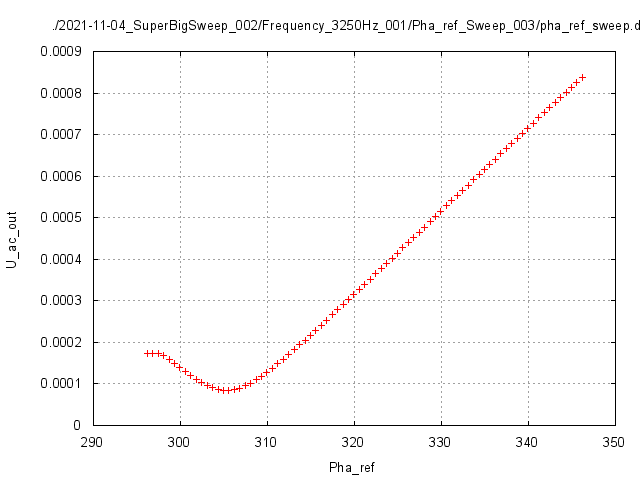 ./2021-11-04_SuperBigSweep_002/Frequency_3250Hz_001/Pha_ref_Sweep_003/pha_ref_sweep.d
0.0009
0.0008
0.0007
0.0006
0.0005
0.0004
0.0003
0.0002
0.0001
0
U_ac_out
290 300 310 320 330 340 350
Pha_ref